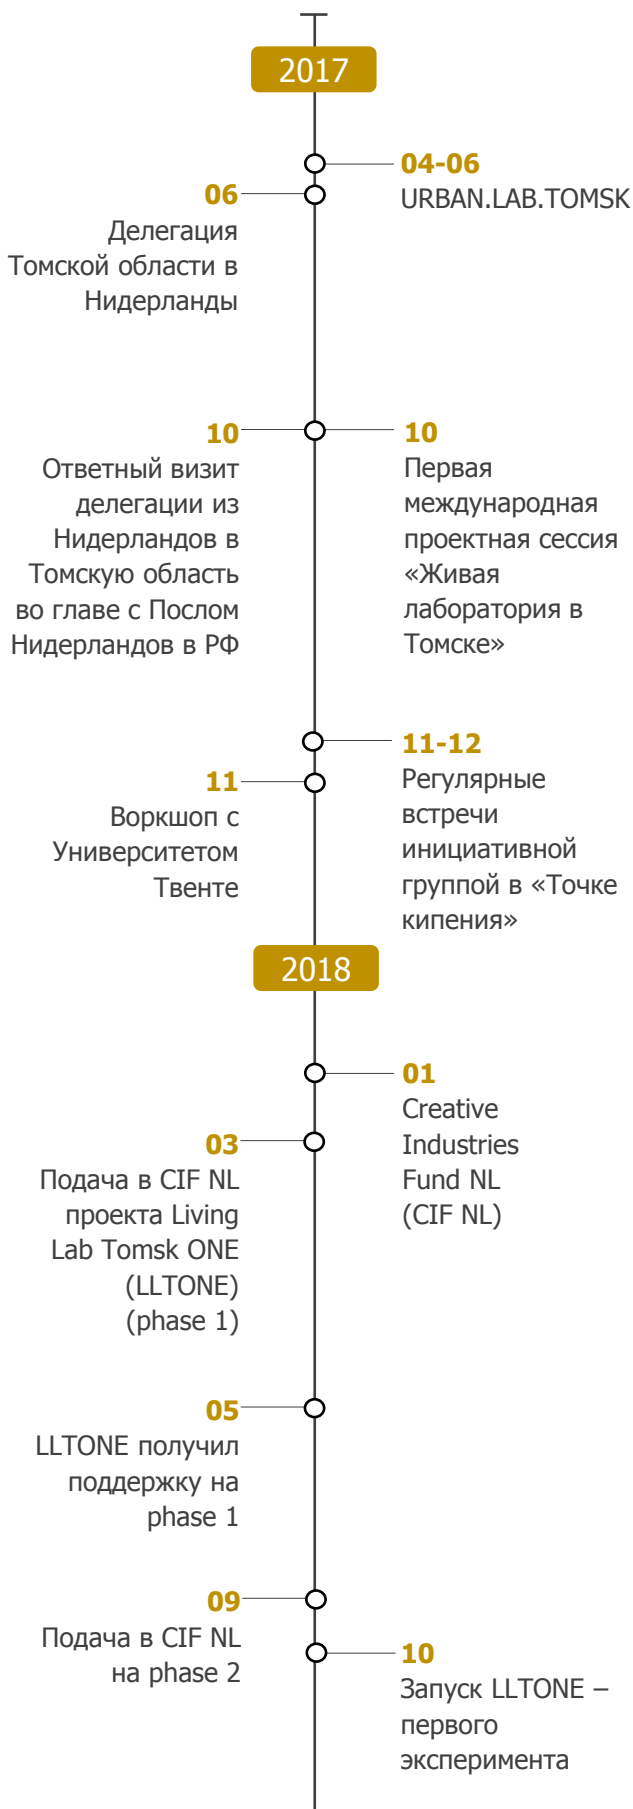 2017
04-06
URBAN.LAB.TOMSK
06
Делегация
Томской области в
Нидерланды
10
Ответный визит
делегации из
Нидерландов в
Томскую область
во главе с Послом
Нидерландов в РФ
10
Первая
международная
проектная сессия
«Живая
лаборатория в
Томске»
11-12
Регулярные
встречи
инициативной
группой в «Точке
кипения»
11
Воркшоп с
Университетом
Твенте
2018
01
Creative
Industries
Fund NL
(CIF NL)
03
Подача в CIF NL
проекта Living
Lab Tomsk ONE
(LLTONE)
(phase 1)
05
LLTONE получил
поддержку на
phase 1
09
Подача в CIF NL
на phase 2
10
Запуск LLTONE –
первого
эксперимента